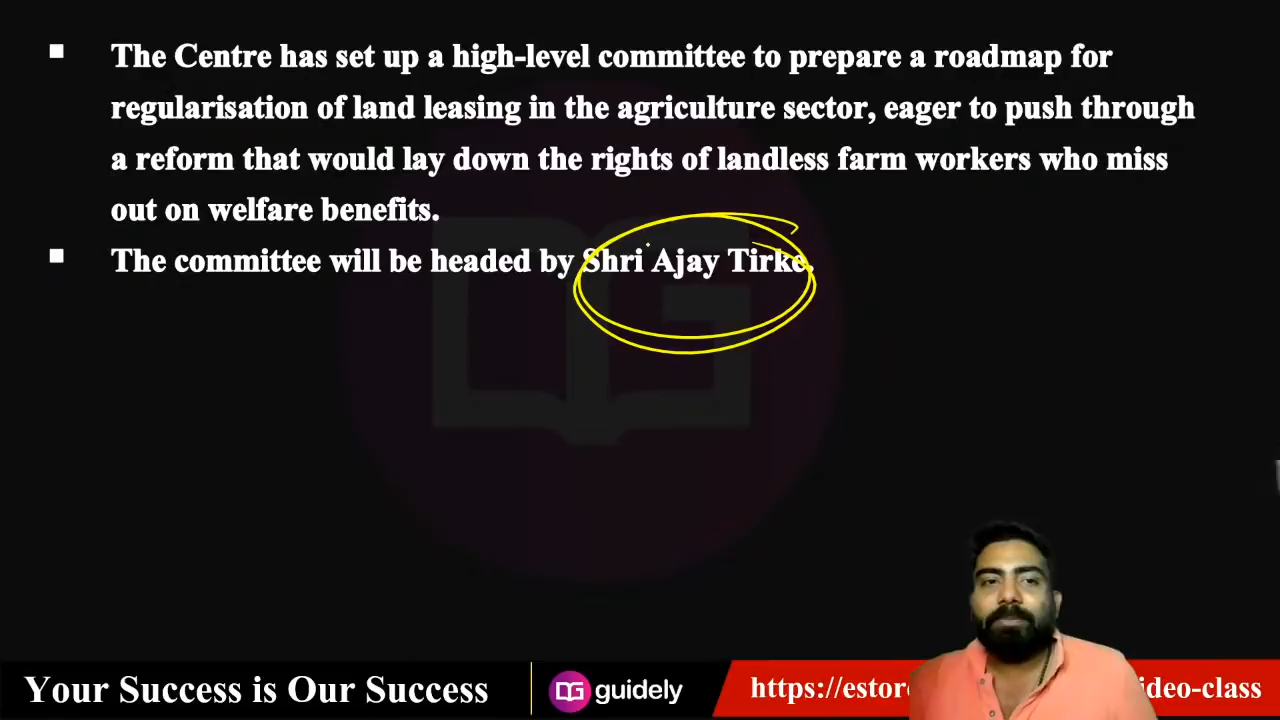 ▪ The Centre has set up a high-level committee to prepare a roadmap for
regularisation of land leasing in the agriculture sector, eager to push through
a reform that would lay down the rights of landless farm workers who miss
out on welfare benefits.
▪ The committee will be headed by Shri Ajay Tirke.
Your Success is Our Success
guidely
https://estor
ideo-class